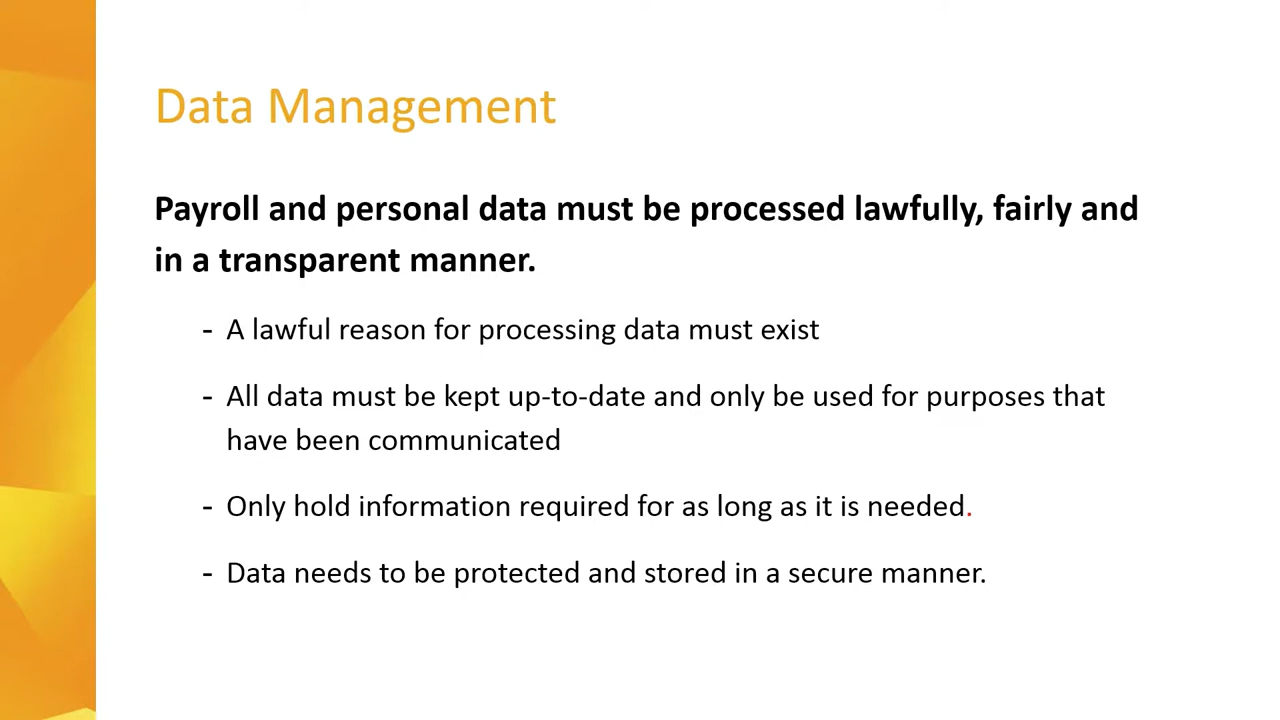 Data Management
Payroll and personal data must be processed lawfully, fairly and
in a transparent manner.
- A lawful reason for processing data must exist
- All data must be kept up-to-date and only be used for purposes that
have been communicated
- Only hold information required for as long as it is needed.
- Data needs to be protected and stored in a secure manner.